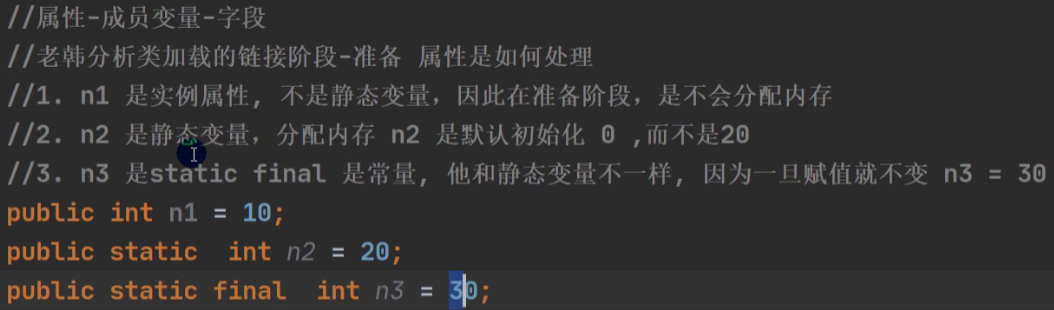 //属性-成员变量-字段
//老韩分析类加载的链接阶段-准备 属性是如何处理
//1. n1 是实例属性, 不是静态变量，因此在准备阶段，是不会分配内存
//2. n2 是静态变量，分配内存 n2 是默认初始化 0 ,而不是20
//3. n3 是static final 是常量, 他和静态变量不一样, 因为一旦赋值就不变 n3 = 30
public int n1 = 10;
public static  int n2 = 20;
public static final  int n3 = 30;